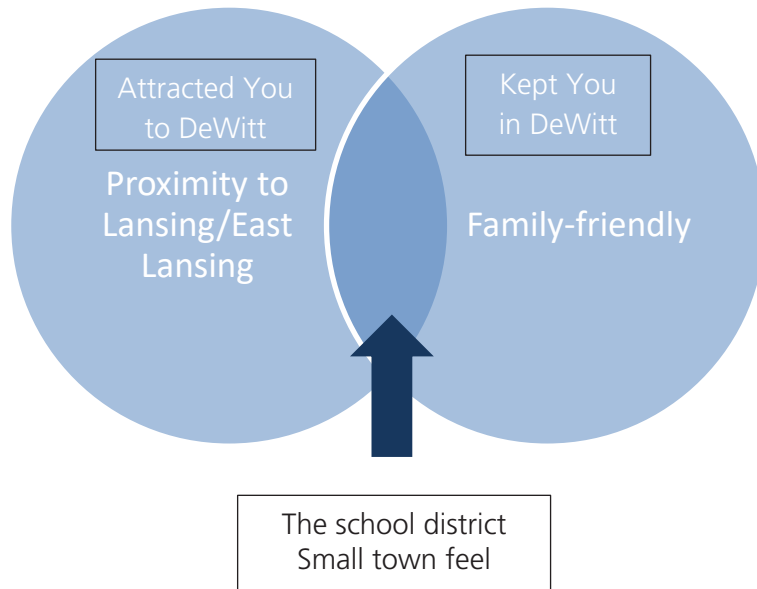 Attracted You
to DeWitt
Proximity to
Lansing/East
Lansing
Kept You
in DeWitt
Family-friendly
The school district
Small town feel